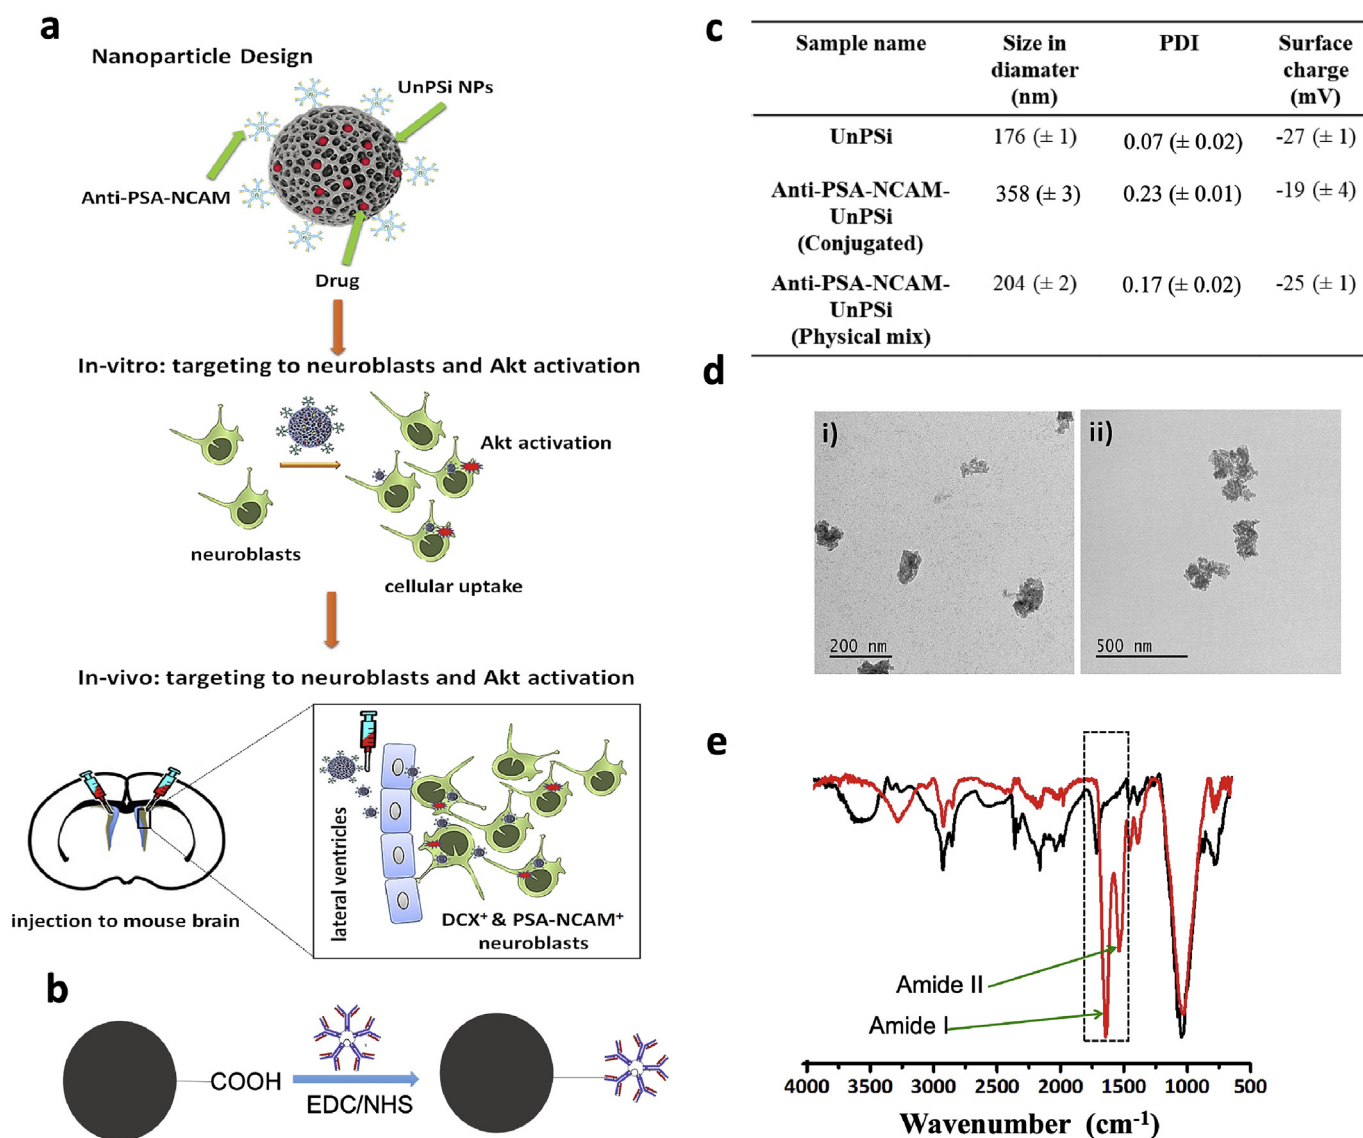 a
Nanoparticle Design
UnPSi NPs
Anti-PSA-NCAM
Drug
In-vitro: targeting to neuroblasts and Akt activation
Akt activation
neuroblasts
cellular uptake
In-vivo: targeting to neuroblasts and Akt activation
lateral ventricles
DCX⁺ & PSA-NCAM⁺
neuroblasts
injection to mouse brain
b
COOH
EDC/NHS
c
Sample name Size in PDI Surface
diamater charge
(nm) (mV)
UnPSi 176 (± 1) 0.07 (± 0.02) -27 (± 1)
Anti-PSA-NCAM- 358 (± 3) 0.23 (± 0.01) -19 (± 4)
UnPSi
(Conjugated)
Anti-PSA-NCAM- 204 (± 2) 0.17 (± 0.02) -25 (± 1)
UnPSi
(Physical mix)
d
i)
200 nm
ii)
500 nm
e
Amide II
Amide I
4000 3500 3000 2500 2000 1500 1000 500
Wavenumber (cm⁻¹)